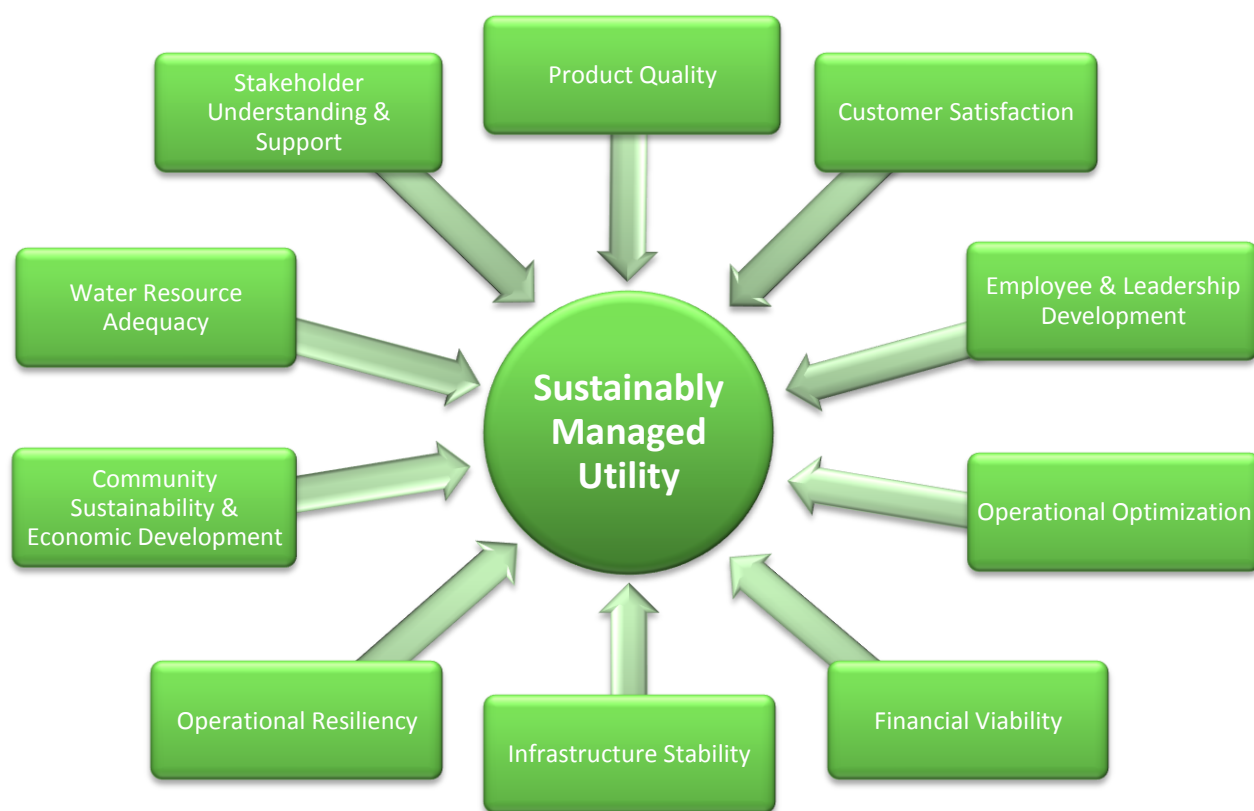 Product Quality
Customer Satisfaction
Employee & Leadership
Development
Operational Optimization
Financial Viability
Infrastructure Stability
Operational Resiliency
Community
Sustainability &
Economic Development
Water Resource
Adequacy
Stakeholder
Understanding &
Support
Sustainably
Managed
Utility